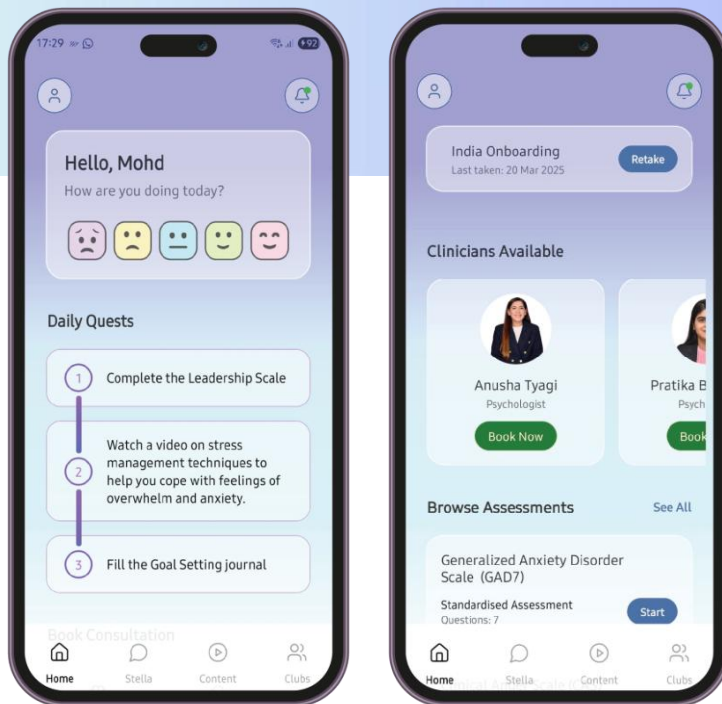 17:29
92
Hello, Mohd
How are you doing today?
Daily Quests
1
Complete the Leadership Scale
2
Watch a video on stress
management techniques to
help you cope with feelings of
overwhelm and anxiety.
3
Fill the Goal Setting journal
Book Consultation
Home Stella Content Clubs
India Onboarding
Last taken: 20 Mar 2025
Retake
Clinicians Available
Anusha Tyagi
Psychologist
Book Now
Pratika B
Psych
Book
Browse Assessments See All
Generalized Anxiety Disorder
Scale (GAD7)
Standardised Assessment
Questions: 7
Start
Home Stella Content Clubs